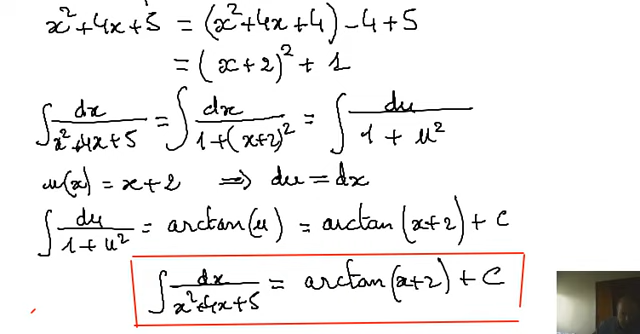 x²+4x+5 = (x²+4x+4)-4+5
= (x+2)²+1
∫ dx/(x²+4x+5) = ∫ dx/(1+(x+2)²) = ∫ du/(1+u²)
u(x) = x+2 ⟹ du = dx
∫ du/(1+u²) = arctan(u) = arctan(x+2)+C
∫ dx/(x²+4x+5) = arctan(x+2)+C